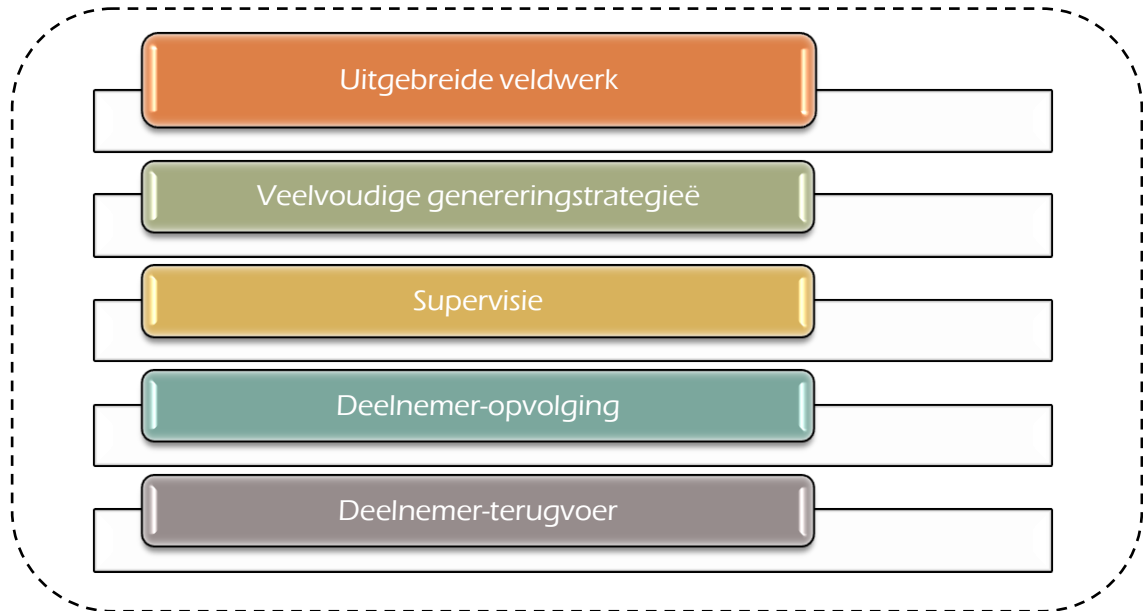 Uitgebreide veldwerk
Veelvoudige genereringstrategieë
Supervisie
Deelnemer-opvolging
Deelnemer-terugvoer